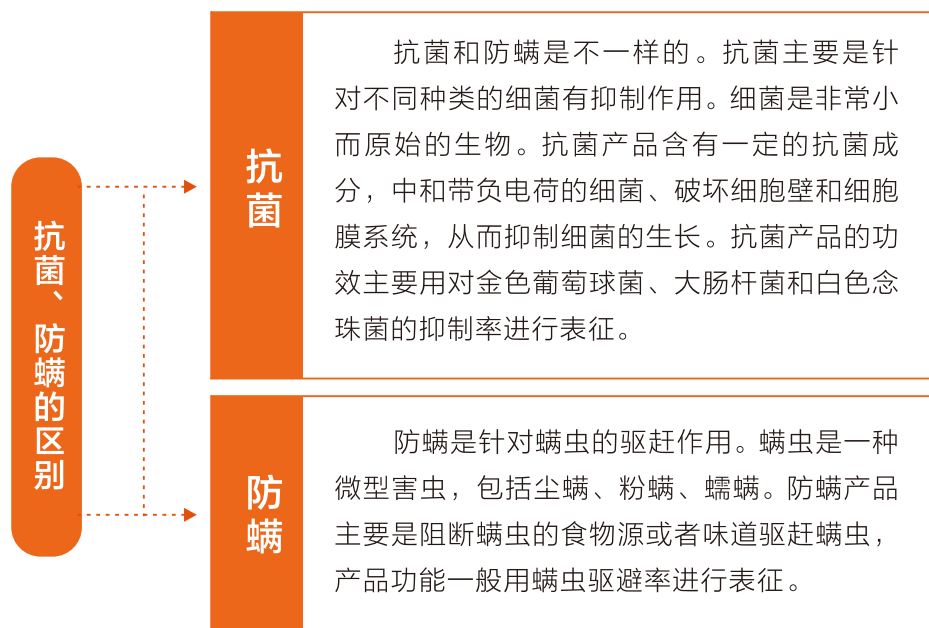 抗菌、防螨的区别
抗菌
抗菌和防螨是不一样的。抗菌主要是针
对不同种类的细菌有抑制作用。细菌是非常小
而原始的生物。抗菌产品含有一定的抗菌成
分，中和带负电荷的细菌、破坏细胞壁和细胞
膜系统，从而抑制细菌的生长。抗菌产品的功
效主要用对金色葡萄球菌、大肠杆菌和白色念
珠菌的抑制率进行表征。
防螨
防螨是针对螨虫的驱赶作用。螨虫是一种
微型害虫，包括尘螨、粉螨、蠕螨。防螨产品
主要是阻断螨虫的食物源或者味道驱赶螨虫，
产品功能一般用螨虫驱避率进行表征。